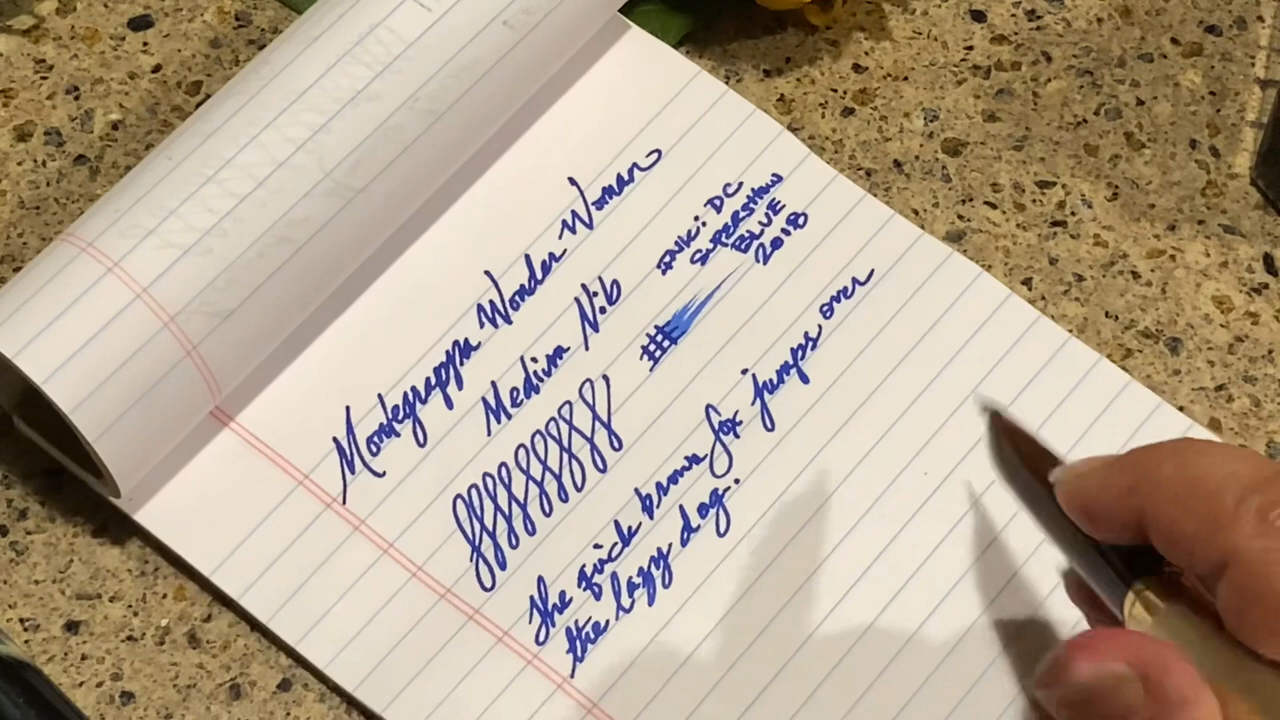 Montegrappa Wonder Woman
Medium Nib
INK: DC
SUPERSHOW
BLUE
2018
The Quick brown fox jumps over
the lazy dog.